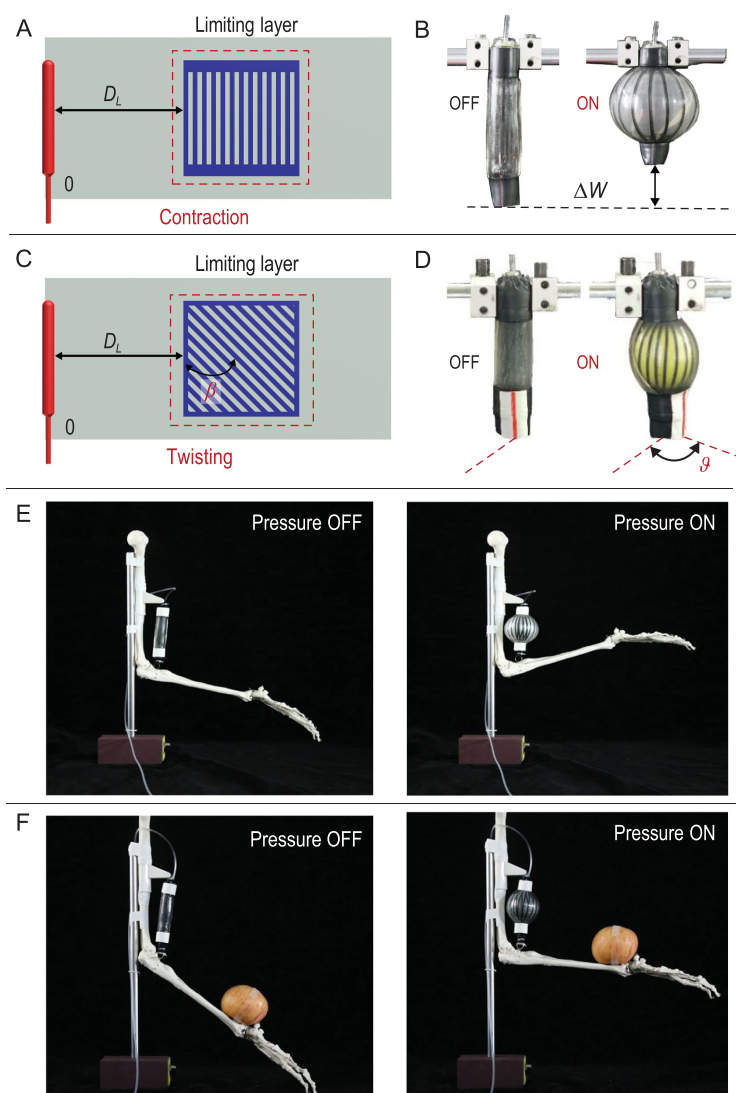 A
Limiting layer
D_L
0
Contraction
B
OFF
ON
ΔW
C
Limiting layer
D_L
β
0
Twisting
D
OFF
ON
ϑ
E
Pressure OFF
Pressure ON
F
Pressure OFF
Pressure ON